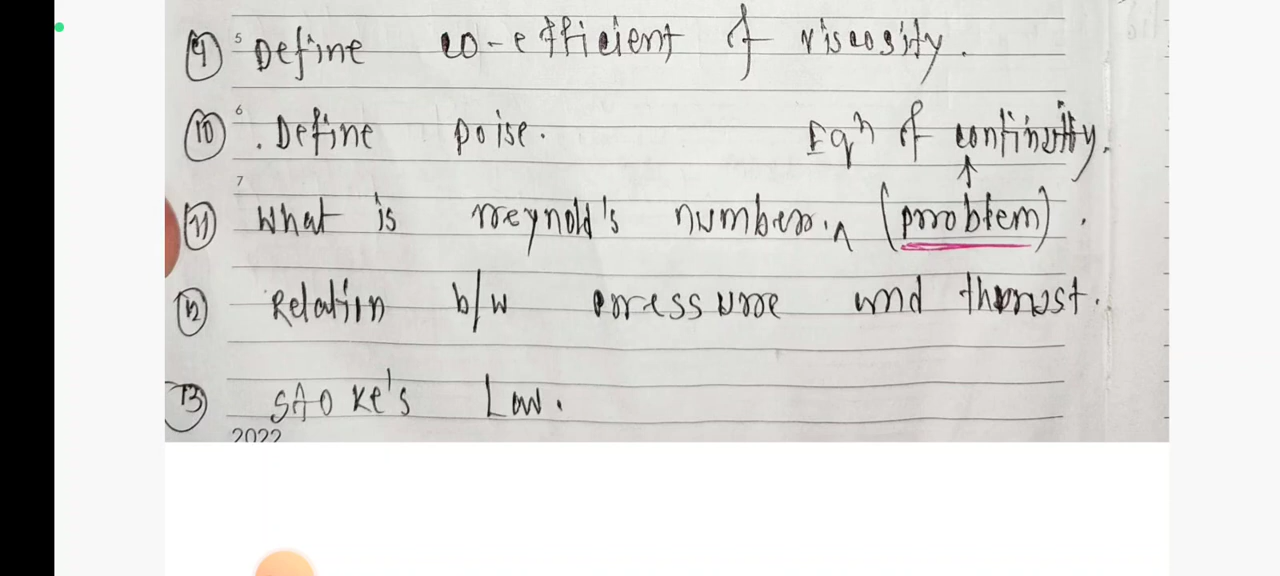 9 5 Define co-efficient of viscosity.
10 6 . Define poise. Eqn of continuity.
7
11 What is rreynold's number. ^ (problem).
12 Relation b/w pressure and thrust.
13 Stoke's Law.
2022